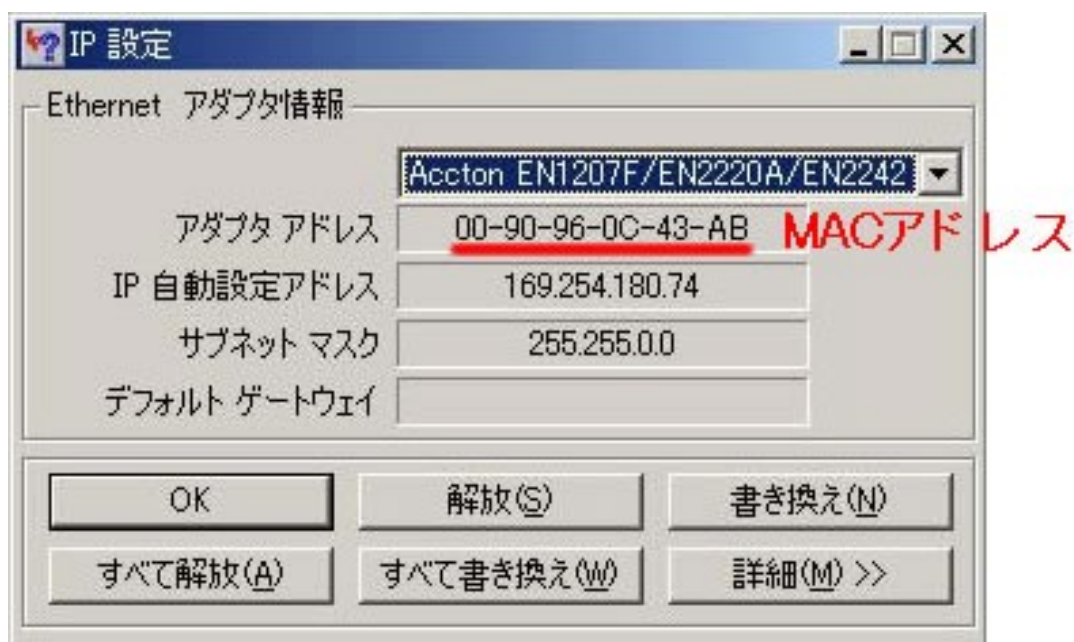 IP 設定
Ethernet アダプタ情報
Accton EN1207F/EN2220A/EN2242
アダプタ アドレス 00-90-96-0C-43-AB MACアドレス
IP 自動設定アドレス 169.254.180.74
サブネット マスク 255.255.0.0
デフォルト ゲートウェイ
OK 解放(S) 書き換え(N)
すべて解放(A) すべて書き換え(W) 詳細(M) >>